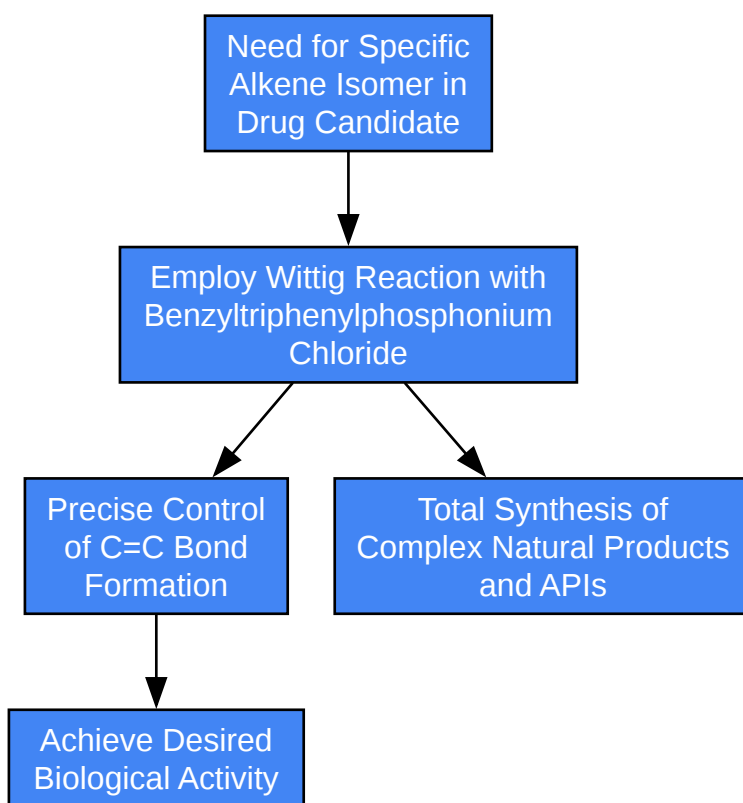 Need for Specific
Alkene Isomer in
Drug Candidate
Employ Wittig Reaction with
Benzyltriphenylphosphonium
Chloride
Precise Control
of C=C Bond
Formation
Total Synthesis of
Complex Natural Products
and APIs
Achieve Desired
Biological Activity